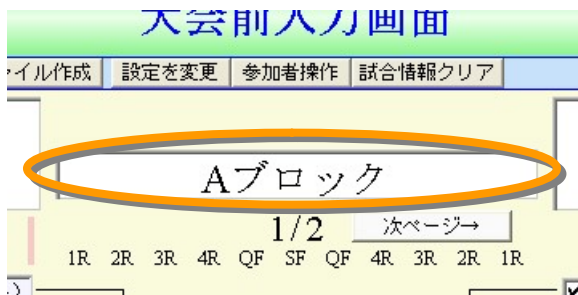 大会前入力画面
イル作成 設定を変更 参加者操作 試合情報クリア
Aブロック
1/2 次ページ→
1R 2R 3R 4R QF SF QF 4R 3R 2R 1R